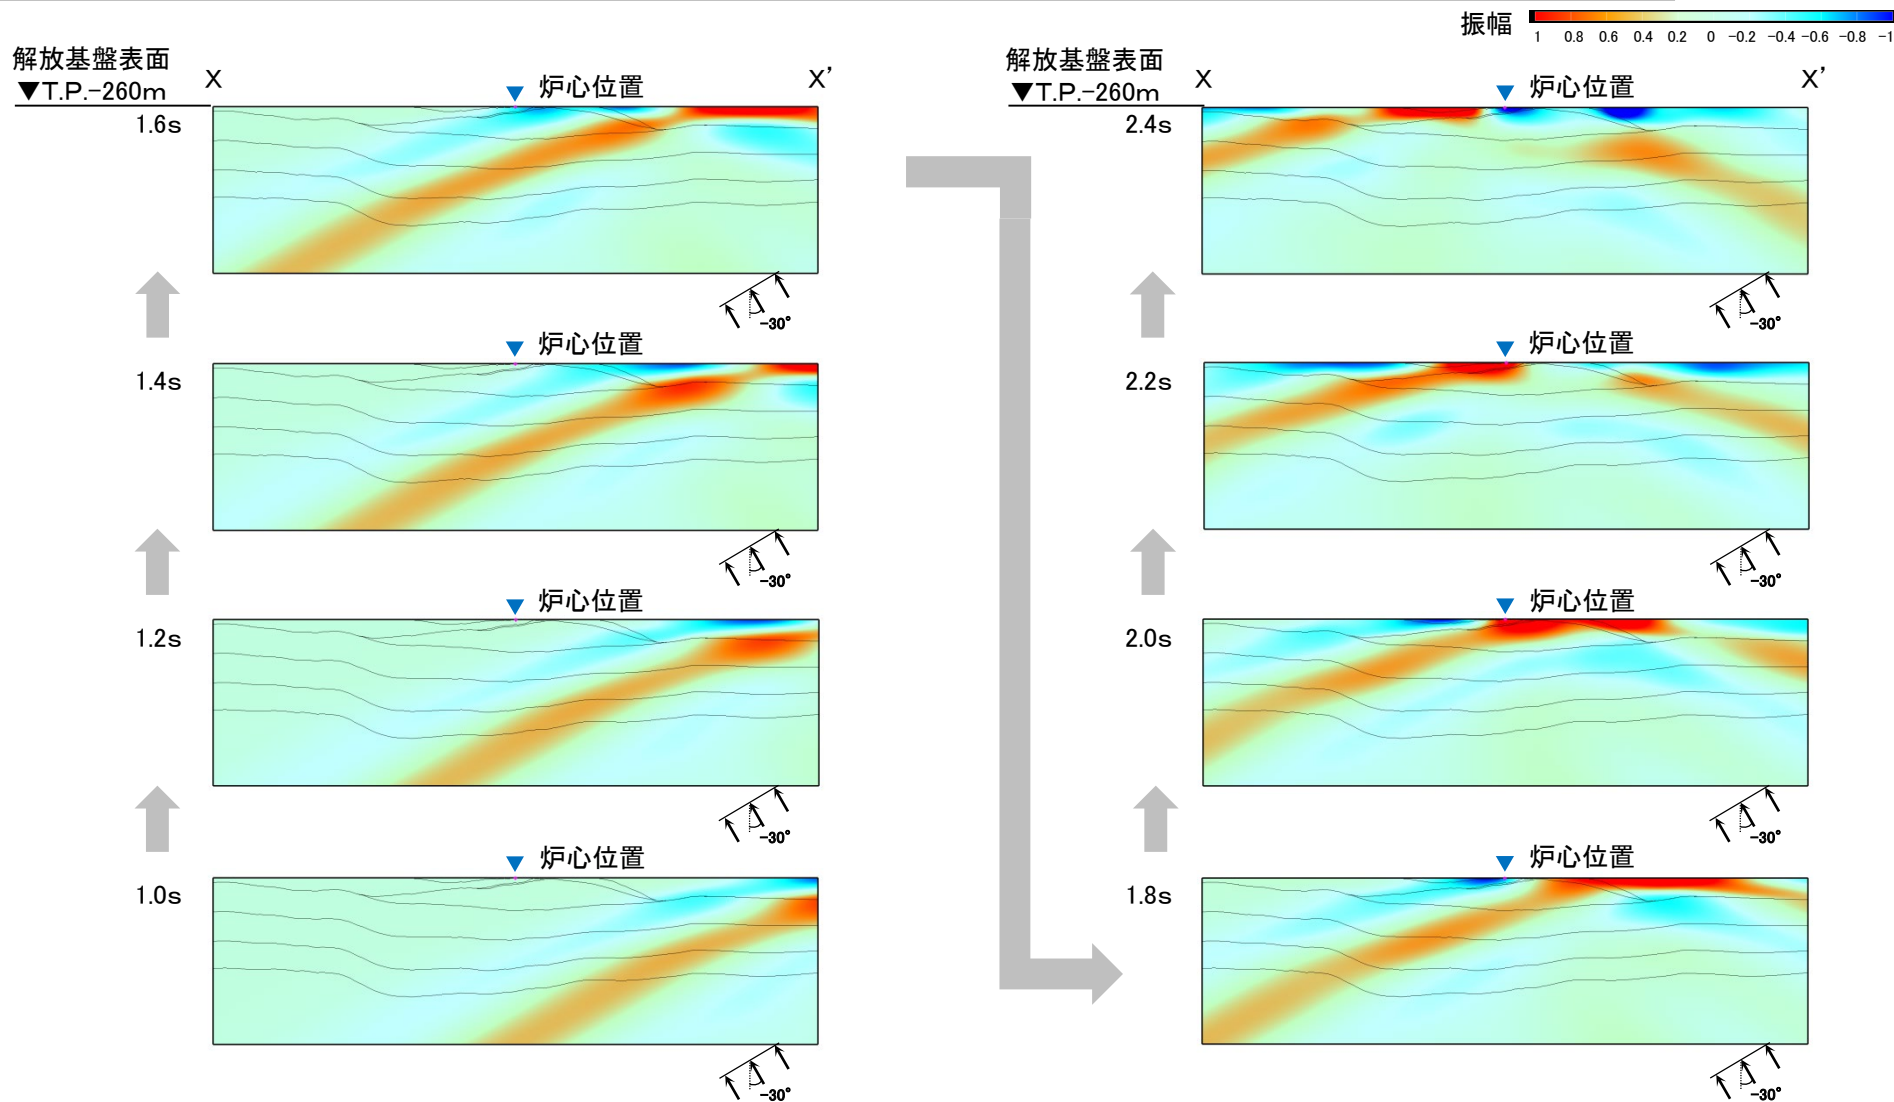 振幅
1 0.8 0.6 0.4 0.2 0 -0.2 -0.4 -0.6 -0.8 -1
解放基盤表面
▼T.P.-260m
X 炉心位置 X'
1.6s
-30°
炉心位置
1.4s
-30°
炉心位置
1.2s
-30°
炉心位置
1.0s
-30°
解放基盤表面
▼T.P.-260m
X 炉心位置 X'
2.4s
-30°
炉心位置
2.2s
-30°
炉心位置
2.0s
-30°
炉心位置
1.8s
-30°